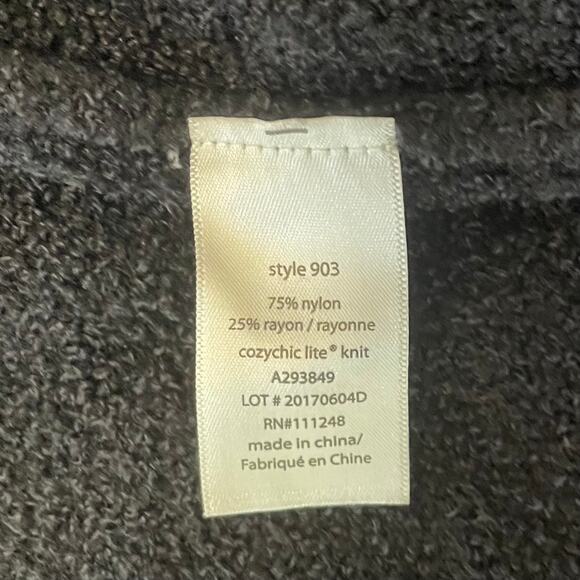 style 903
75% nylon
25% rayon / rayonne
cozychic lite® knit
A293849
LOT # 20170604D
RN#111248
made in china/
Fabriqué en Chine